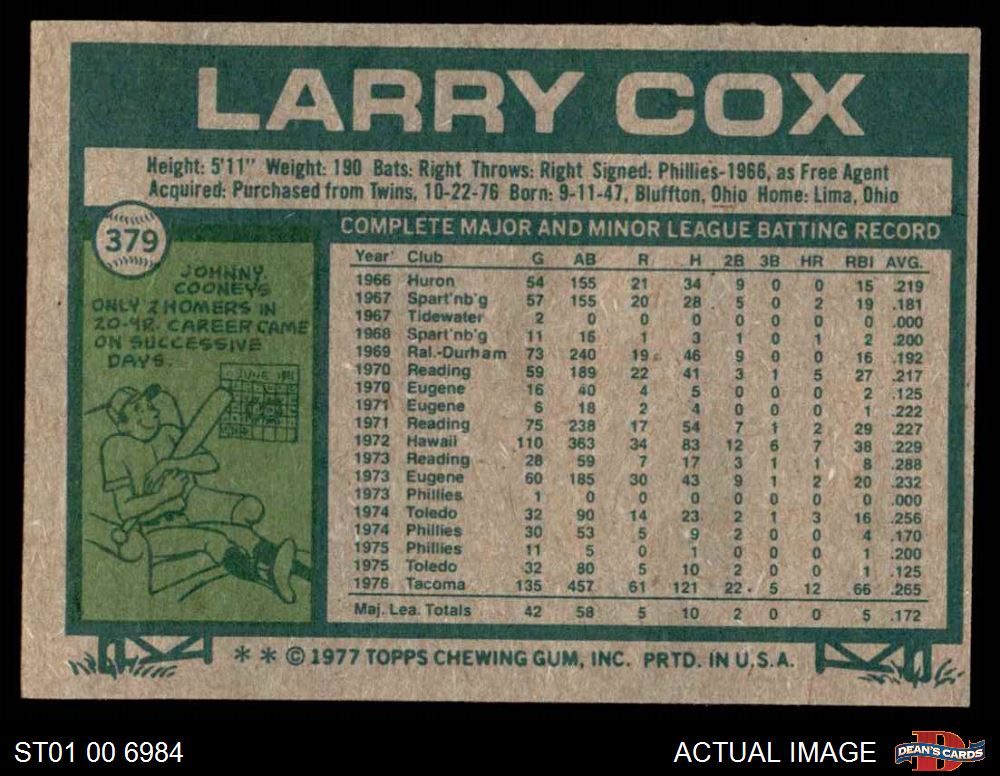 LARRY COX
Height: 5'11" Weight: 190 Bats: Right Throws: Right Signed: Phillies-1966, as Free Agent
Acquired: Purchased from Twins, 10-22-76 Born: 9-11-47, Bluffton, Ohio Home: Lima, Ohio
379
JOHNNY
COONEY'S
ONLY 2 HOMERS IN
20-YR. CAREER CAME
ON SUCCESSIVE
DAYS.
JUNE
COMPLETE MAJOR AND MINOR LEAGUE BATTING RECORD
Year Club G AB R H 2B 3B HR RBI AVG.
1966 Huron 54 155 21 34 9 0 0 15 .219
1967 Spart'nb'g 57 155 20 28 5 0 2 19 .181
1967 Tidewater 2 0 0 0 0 0 0 0 .000
1968 Spart'nb'g 11 15 1 3 1 0 1 2 .200
1969 Ral.-Durham 73 240 19 46 9 0 0 16 .192
1970 Reading 59 189 22 41 3 1 5 27 .217
1970 Eugene 16 40 4 5 0 0 0 2 .125
1971 Eugene 6 18 2 4 0 0 0 1 .222
1971 Reading 75 238 17 54 7 1 2 29 .227
1972 Hawaii 110 363 34 83 12 6 7 38 .229
1973 Reading 28 59 7 17 3 1 1 8 .288
1973 Eugene 60 185 30 43 9 1 2 20 .232
1973 Phillies 1 0 0 0 0 0 0 0 .000
1974 Toledo 32 90 14 23 2 1 3 16 .256
1974 Phillies 30 53 5 9 2 0 0 4 .170
1975 Phillies 11 5 0 1 0 0 0 1 .200
1975 Toledo 32 80 5 10 2 0 0 1 .125
1976 Tacoma 135 457 61 121 22 5 12 66 .265
Maj. Lea. Totals 42 58 5 10 2 0 0 5 .172
* * © 1977 TOPPS CHEWING GUM, INC. PRTD. IN U.S.A.
ST01 00 6984
ACTUAL IMAGE
DEAN'S CARDS